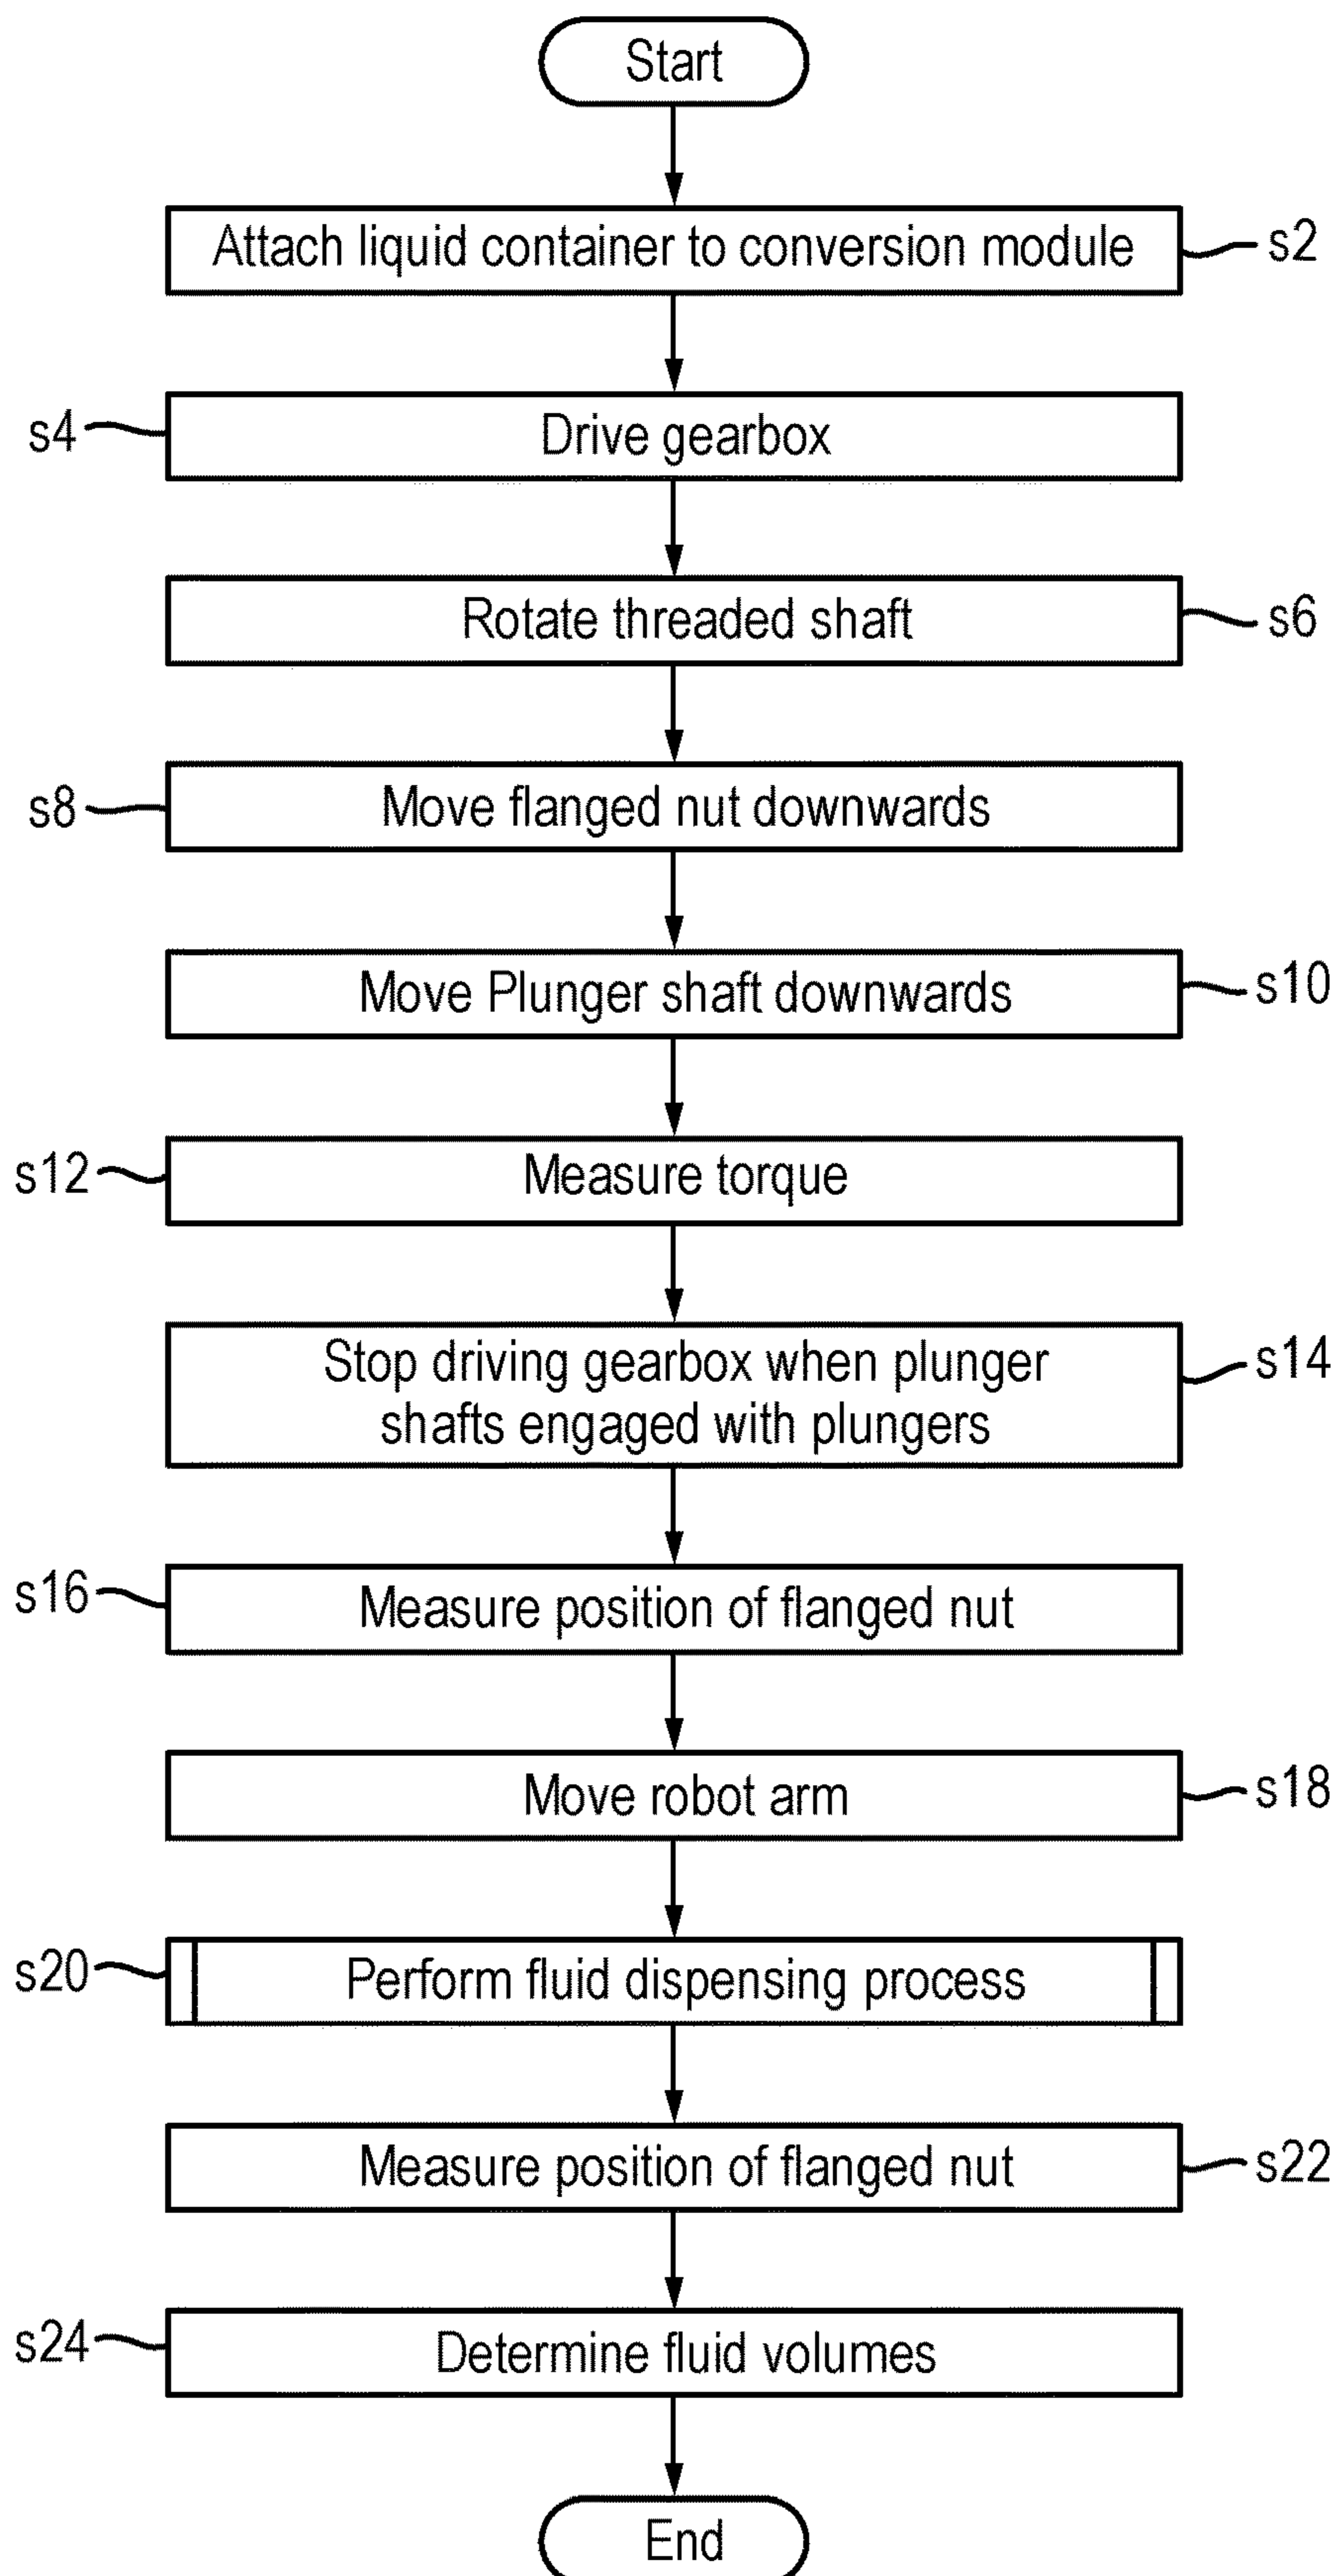 Start
Attach liquid container to conversion module
s2
s4
Drive gearbox
Rotate threaded shaft
s6
s8
Move flanged nut downwards
Move Plunger shaft downwards
s10
s12
Measure torque
Stop driving gearbox when plunger
shafts engaged with plungers
s14
s16
Measure position of flanged nut
Move robot arm
s18
s20
Perform fluid dispensing process
Measure position of flanged nut
s22
s24
Determine fluid volumes
End